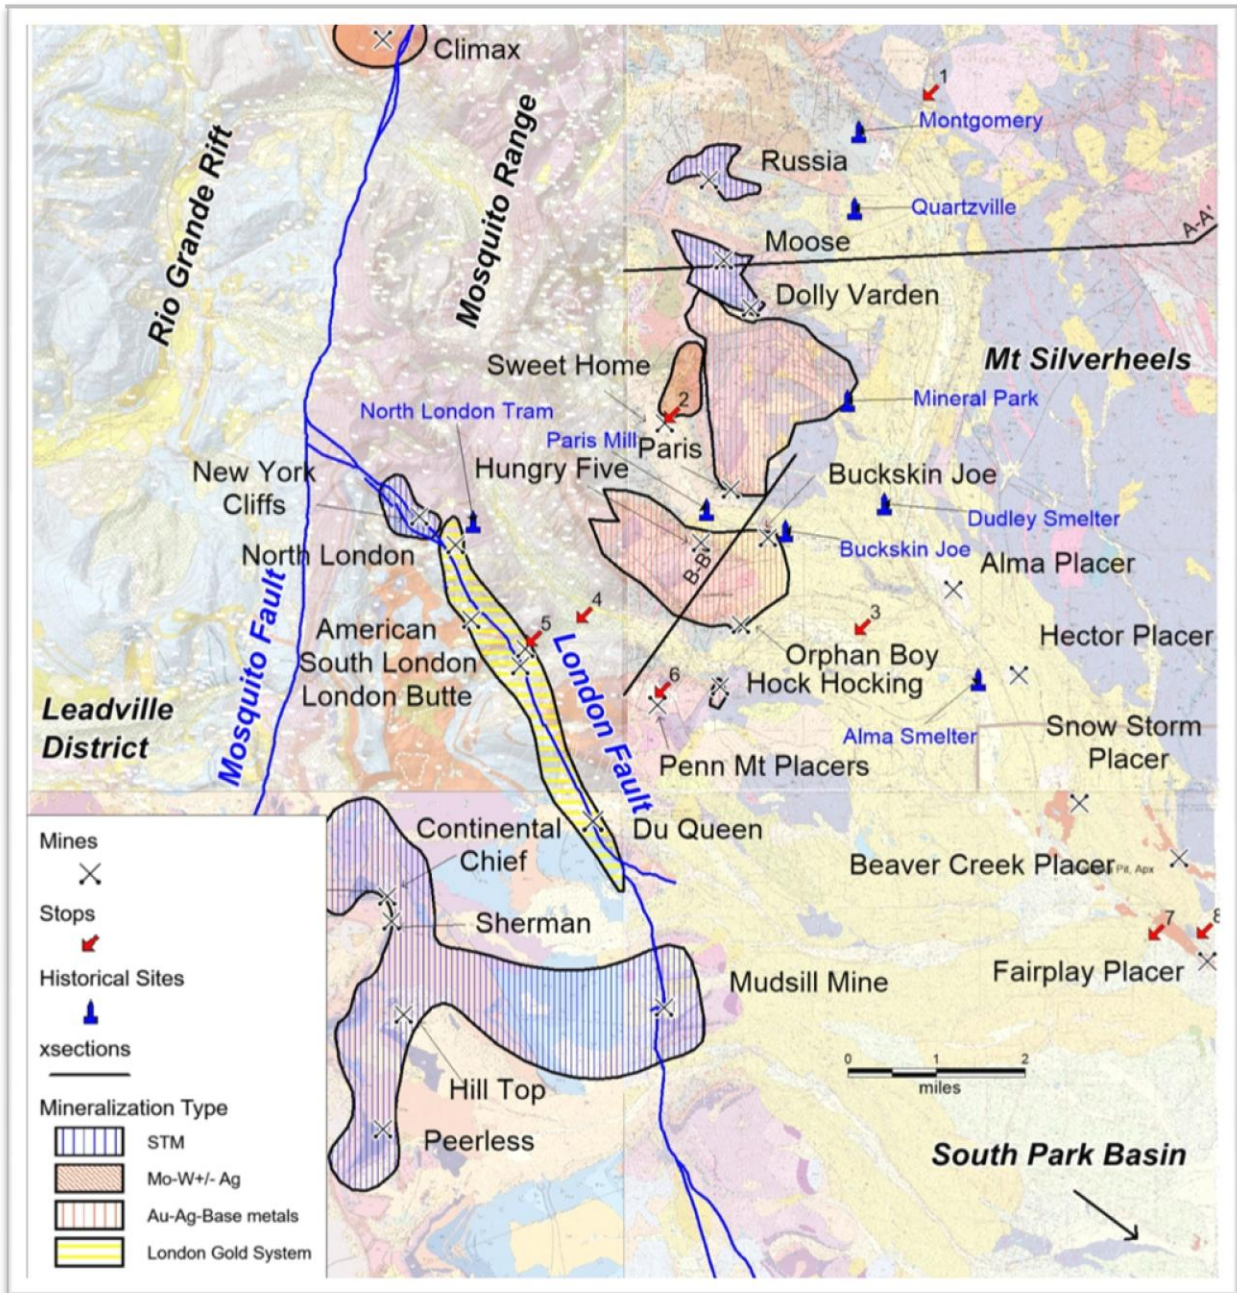 Climax
1
Montgomery
Russia
Rio Grande Rift
Mosquito Range
Quartzville
A-A'
Moose
Dolly Varden
Mt Silverheels
Sweet Home
2
Mineral Park
North London Tram
Paris Mill
Paris
New York
Cliffs
Hungry Five
Buckskin Joe
Dudley Smelter
North London
Buckskin Joe
Alma Placer
B-B'
4
3
5
American
South London
London Butte
Hector Placer
Orphan Boy
Hock Hocking
6
Mosquito Fault
London Fault
Leadville
District
Alma Smelter
Snow Storm
Placer
Penn Mt Placers
Mines
Continental
Chief
Du Queen
Beaver Creek Placer
Pit, Apx
Stops
Sherman
7
8
Historical Sites
Mudsill Mine
Fairplay Placer
xsections
0 1 2
miles
Hill Top
Mineralization Type
STM
Peerless
South Park Basin
Mo-W+/- Ag
Au-Ag-Base metals
London Gold System